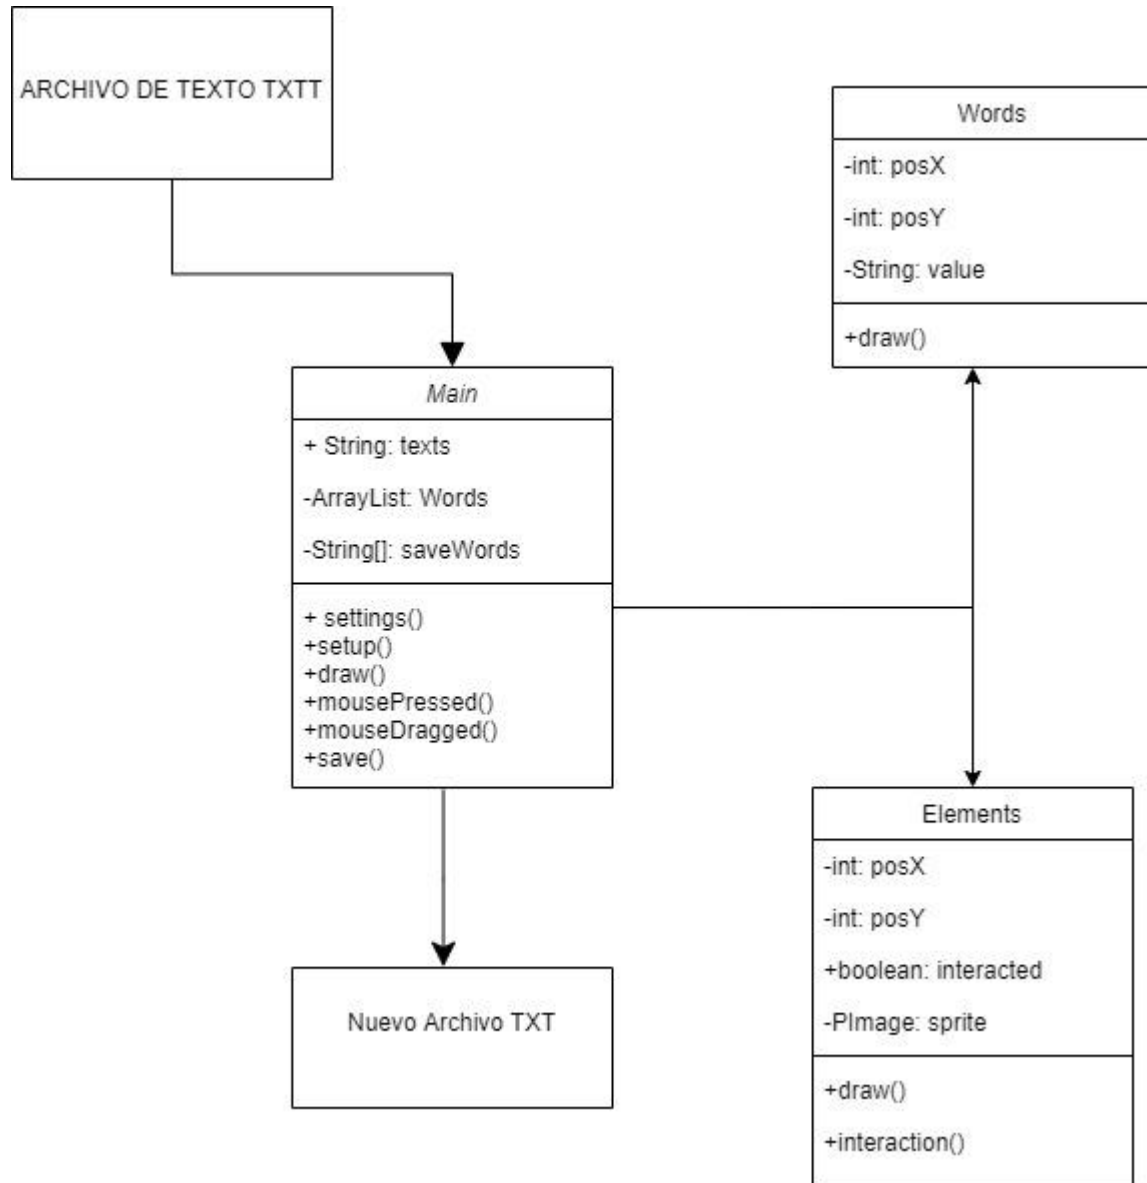 ARCHIVO DE TEXTO TXTT
Words
-int: posX
-int: posY
-String: value
+draw()
Main
+ String: texts
-ArrayList: Words
-String[]: saveWords
+ settings()
+setup()
+draw()
+mousePressed()
+mouseDragged()
+save()
Elements
-int: posX
-int: posY
+boolean: interacted
-PImage: sprite
+draw()
+interaction()
Nuevo Archivo TXT